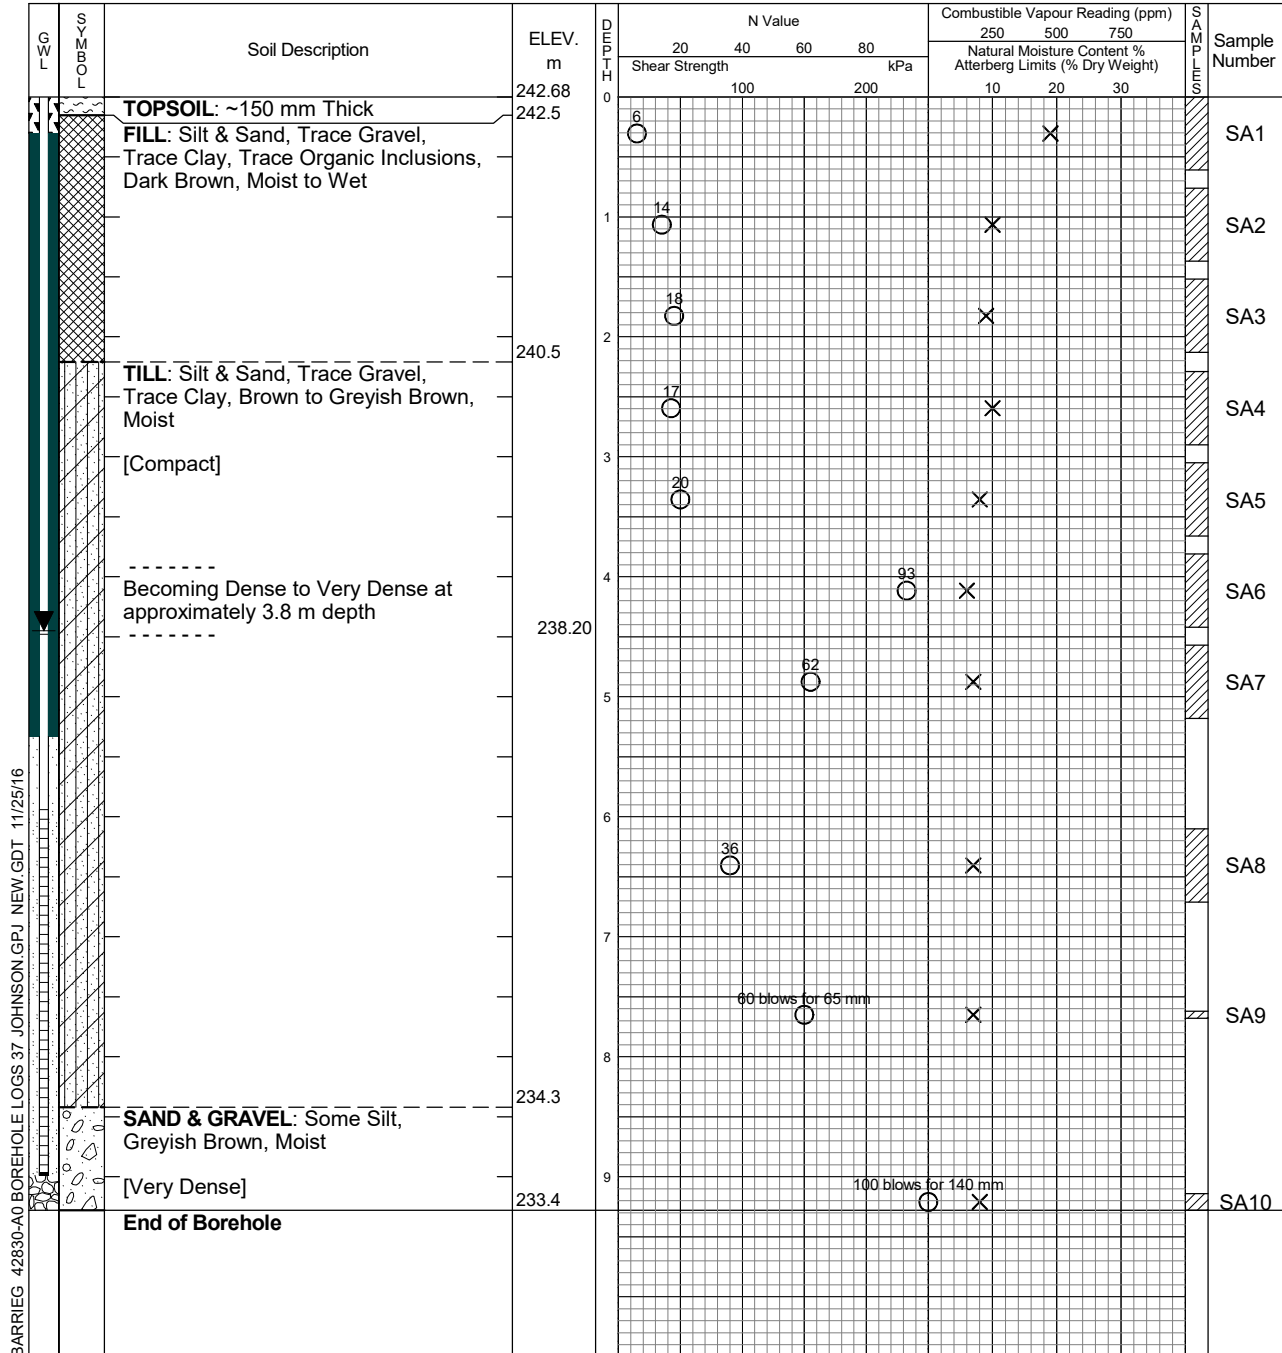 GWL
SYMBOL
Soil Description
ELEV.
m
DEPTH
N Value
20 40 60 80
Shear Strength kPa
100 200
Combustible Vapour Reading (ppm)
250 500 750
Natural Moisture Content %
Atterberg Limits (% Dry Weight)
10 20 30
SAMPLES
Sample
Number
242.68
0
TOPSOIL: ~150 mm Thick
242.5
FILL: Silt & Sand, Trace Gravel,
Trace Clay, Trace Organic Inclusions,
Dark Brown, Moist to Wet
6
SA1
14
1
SA2
18
SA3
2
240.5
TILL: Silt & Sand, Trace Gravel,
Trace Clay, Brown to Greyish Brown,
Moist
17
SA4
[Compact]
3
20
SA5
Becoming Dense to Very Dense at
approximately 3.8 m depth
4
93
SA6
238.20
62
SA7
5
6
36
SA8
7
60 blows for 65 mm
SA9
8
234.3
SAND & GRAVEL: Some Silt,
Greyish Brown, Moist
[Very Dense]
9
100 blows for 140 mm
SA10
233.4
End of Borehole
BARRIEG 42830-A0 BOREHOLE LOGS 37 JOHNSON.GPJ NEW.GDT 11/25/16